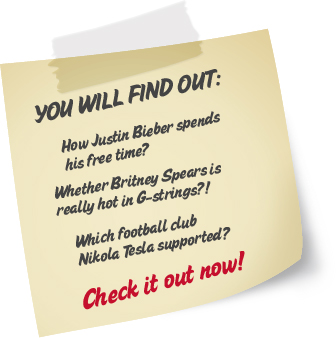 YOU WILL FIND OUT:
How Justin Bieber spends
his free time?
Whether Britney Spears is
really hot in G-strings?!
Which football club
Nikola Tesla supported?
Check it out now!